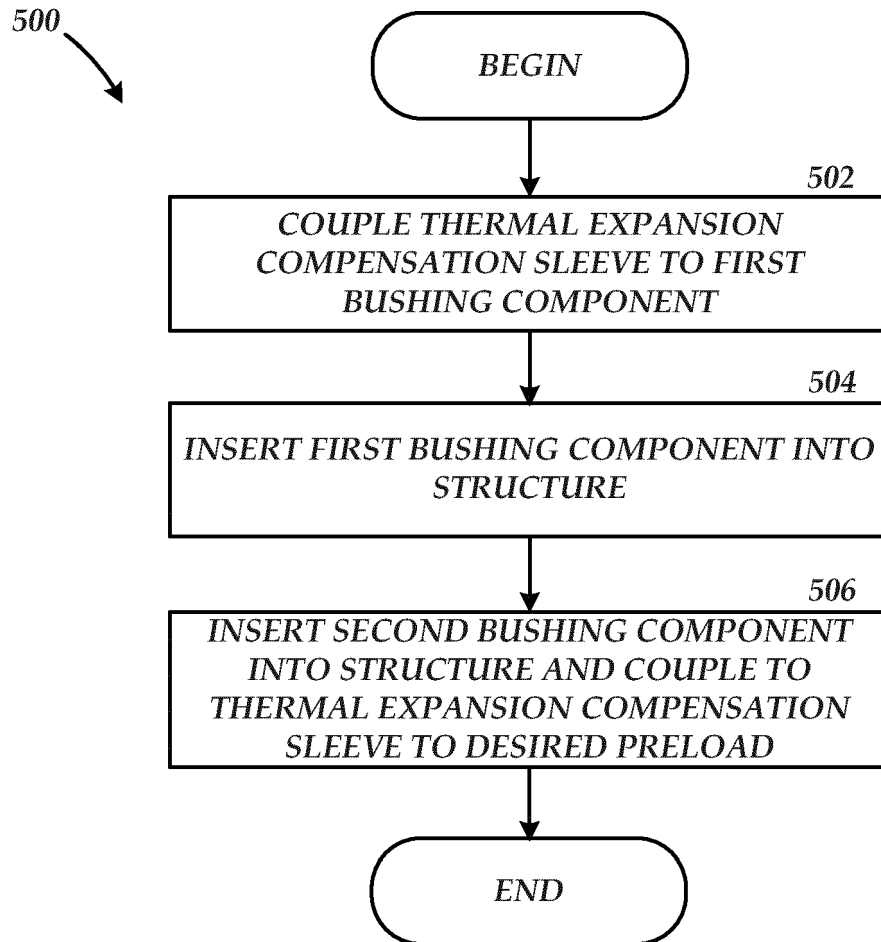 500
BEGIN
502
COUPLE THERMAL EXPANSION
COMPENSATION SLEEVE TO FIRST
BUSHING COMPONENT
504
INSERT FIRST BUSHING COMPONENT INTO
STRUCTURE
506
INSERT SECOND BUSHING COMPONENT
INTO STRUCTURE AND COUPLE TO
THERMAL EXPANSION COMPENSATION
SLEEVE TO DESIRED PRELOAD
END